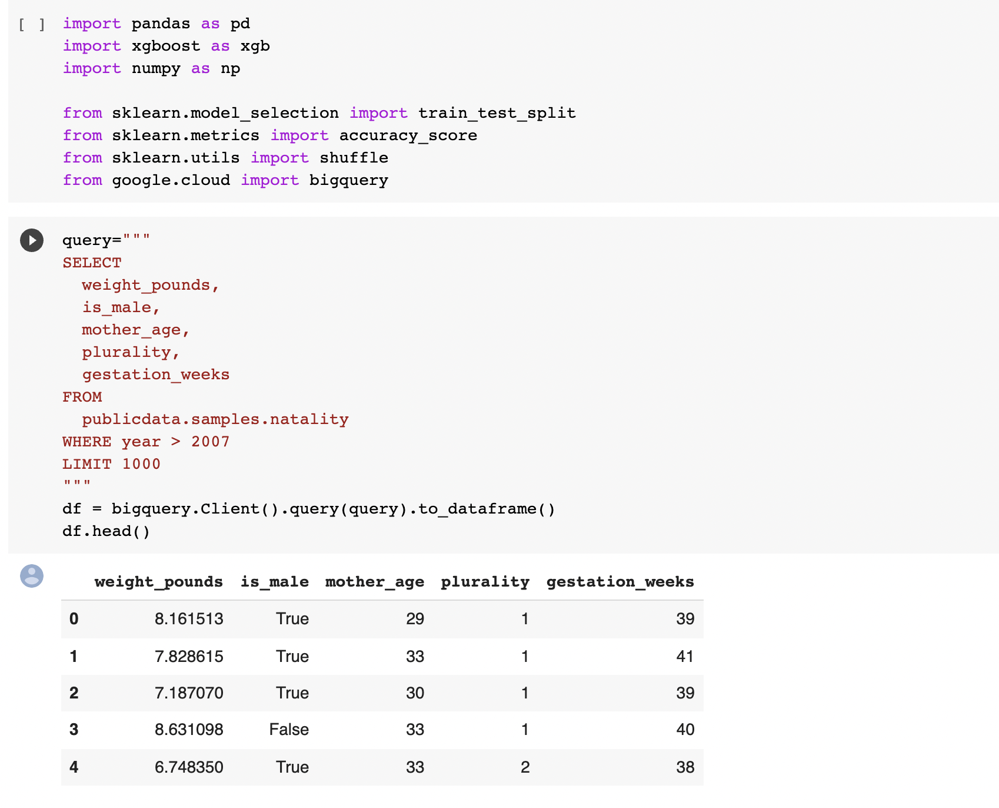 [ ] import pandas as pd
import xgboost as xgb
import numpy as np
from sklearn.model_selection import train_test_split
from sklearn.metrics import accuracy_score
from sklearn.utils import shuffle
from google.cloud import bigquery
query="""
SELECT
  weight_pounds,
  is_male,
  mother_age,
  plurality,
  gestation_weeks
FROM
  publicdata.samples.natality
WHERE year > 2007
LIMIT 1000
"""
df = bigquery.Client().query(query).to_dataframe()
df.head()
weight_pounds is_male mother_age plurality gestation_weeks
0 8.161513 True 29 1 39
1 7.828615 True 33 1 41
2 7.187070 True 30 1 39
3 8.631098 False 33 1 40
4 6.748350 True 33 2 38